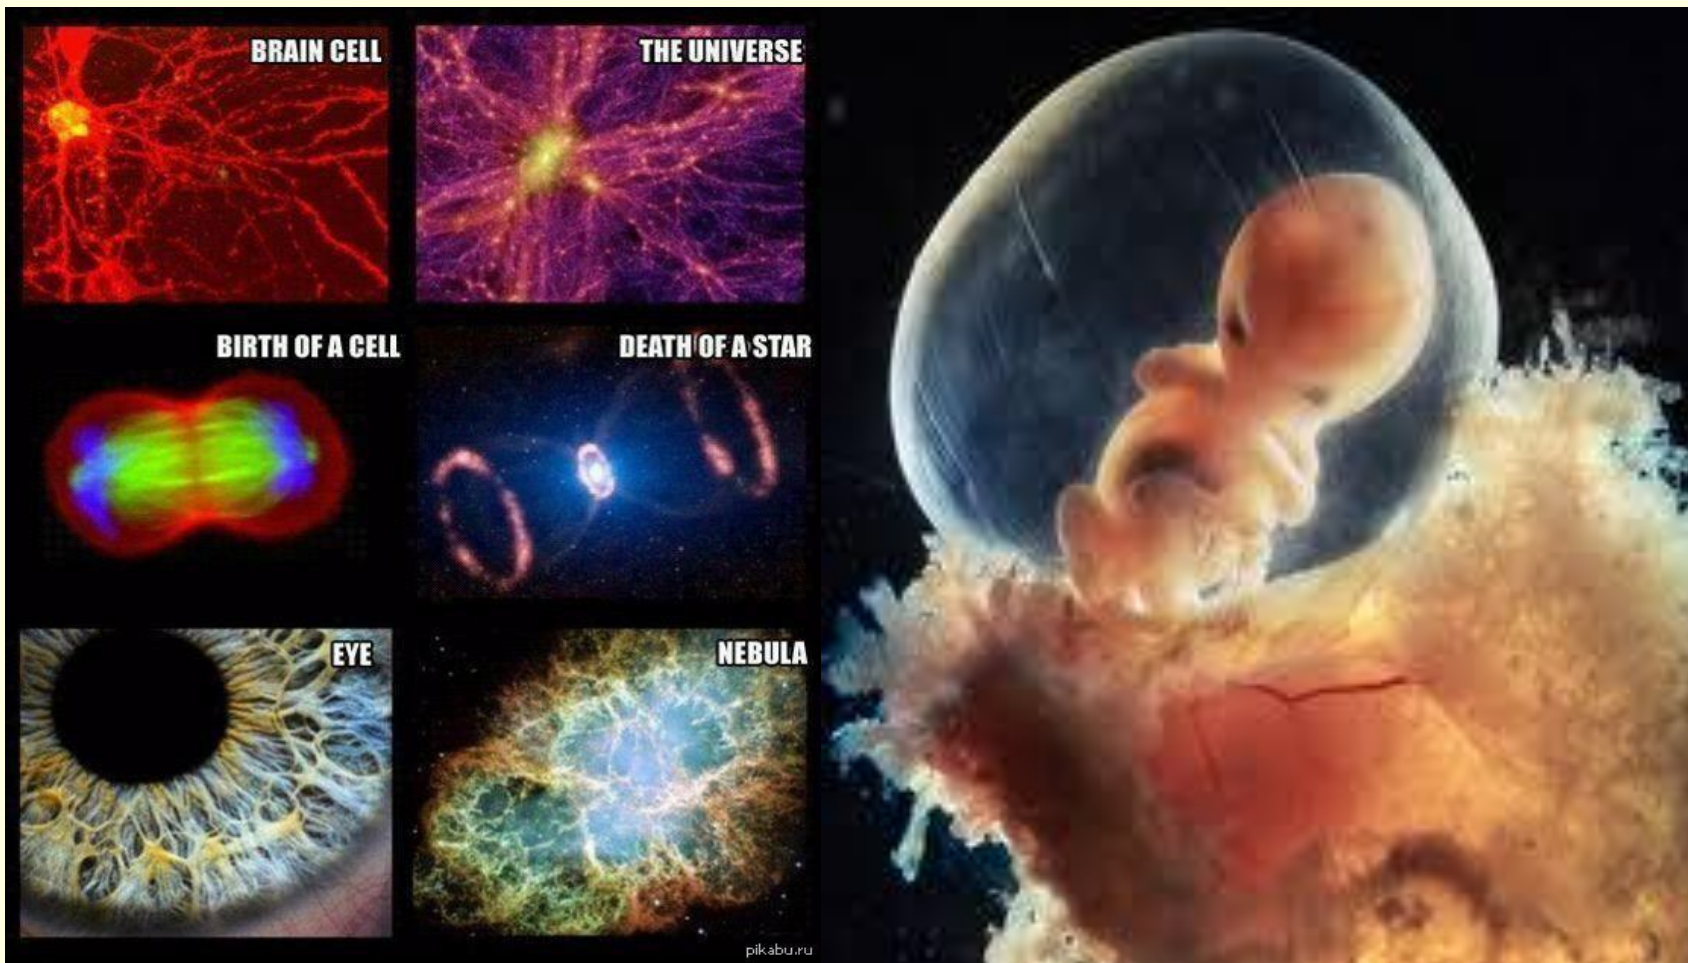 BRAIN CELL
THE UNIVERSE
BIRTH OF A CELL
DEATH OF A STAR
EYE
NEBULA
pikabu.ru